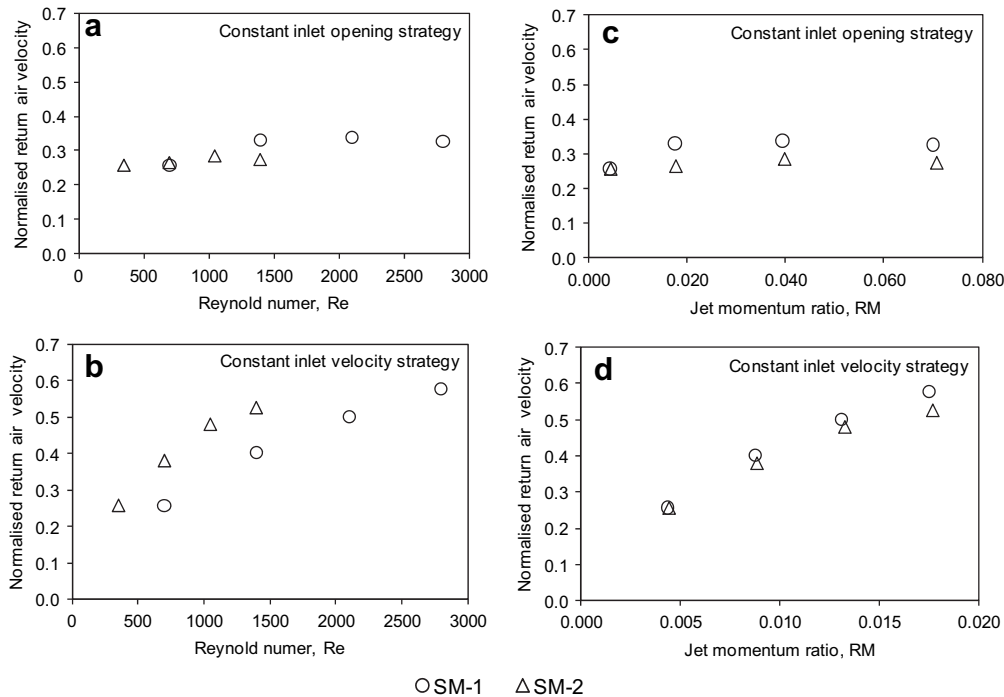 a
Constant inlet opening strategy
Normalised return air velocity
0.7
0.6
0.5
0.4
0.3
0.2
0.1
0.0
0 500 1000 1500 2000 2500 3000
Reynold numer, Re
c
Constant inlet opening strategy
Normalised return air velocity
0.7
0.6
0.5
0.4
0.3
0.2
0.1
0.0
0.000 0.020 0.040 0.060 0.080
Jet momentum ratio, RM
b
Constant inlet velocity strategy
Normalised return air velocity
0.7
0.6
0.5
0.4
0.3
0.2
0.1
0.0
0 500 1000 1500 2000 2500 3000
Reynold numer, Re
d
Constant inlet velocity strategy
Normalised return air velocity
0.7
0.6
0.5
0.4
0.3
0.2
0.1
0.0
0.000 0.005 0.010 0.015 0.020
Jet momentum ratio, RM
SM-1 SM-2